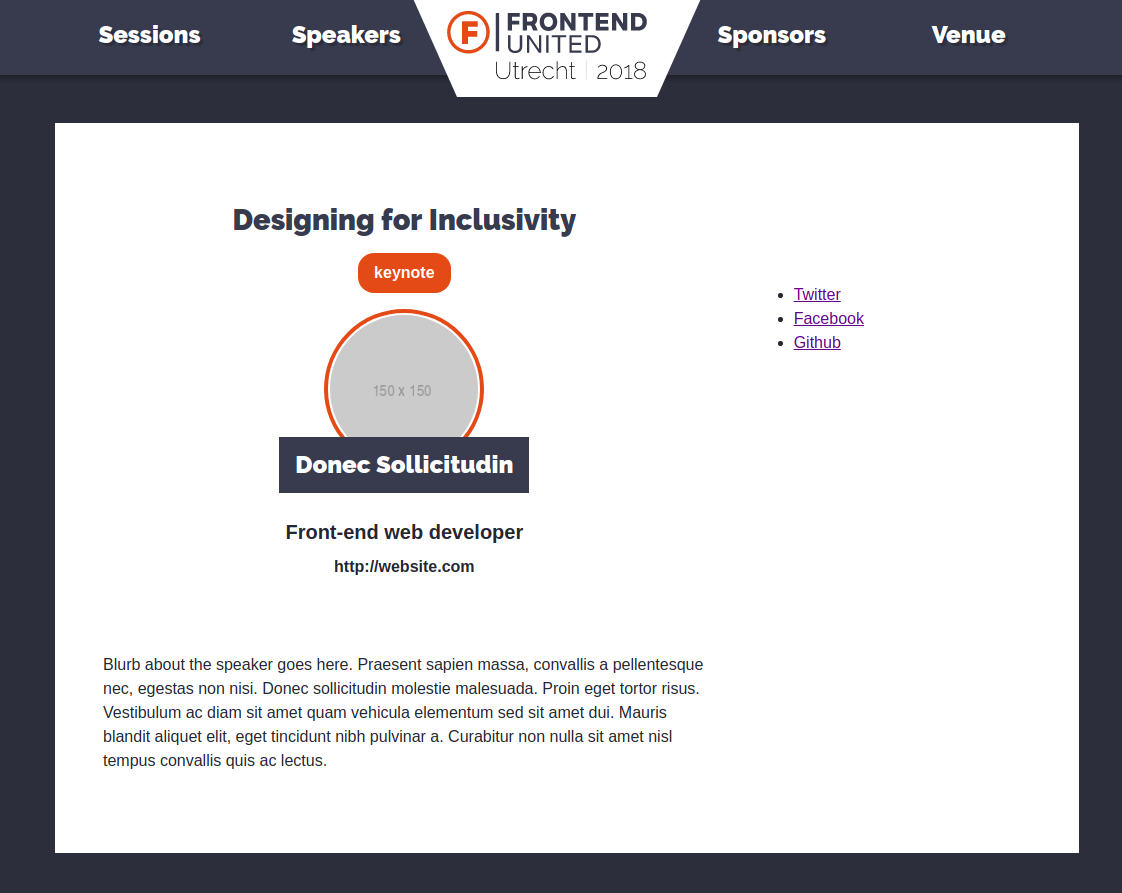 Sessions
Speakers
F
FRONTEND
UNITED
Utrecht | 2018
Sponsors
Venue
Designing for Inclusivity
keynote
150 x 150
Donec Sollicitudin
Front-end web developer
http://website.com
Twitter
Facebook
Github
Blurb about the speaker goes here. Praesent sapien massa, convallis a pellentesque
nec, egestas non nisi. Donec sollicitudin molestie malesuada. Proin eget tortor risus.
Vestibulum ac diam sit amet quam vehicula elementum sed sit amet dui. Mauris
blandit aliquet elit, eget tincidunt nibh pulvinar a. Curabitur non nulla sit amet nisl
tempus convallis quis ac lectus.